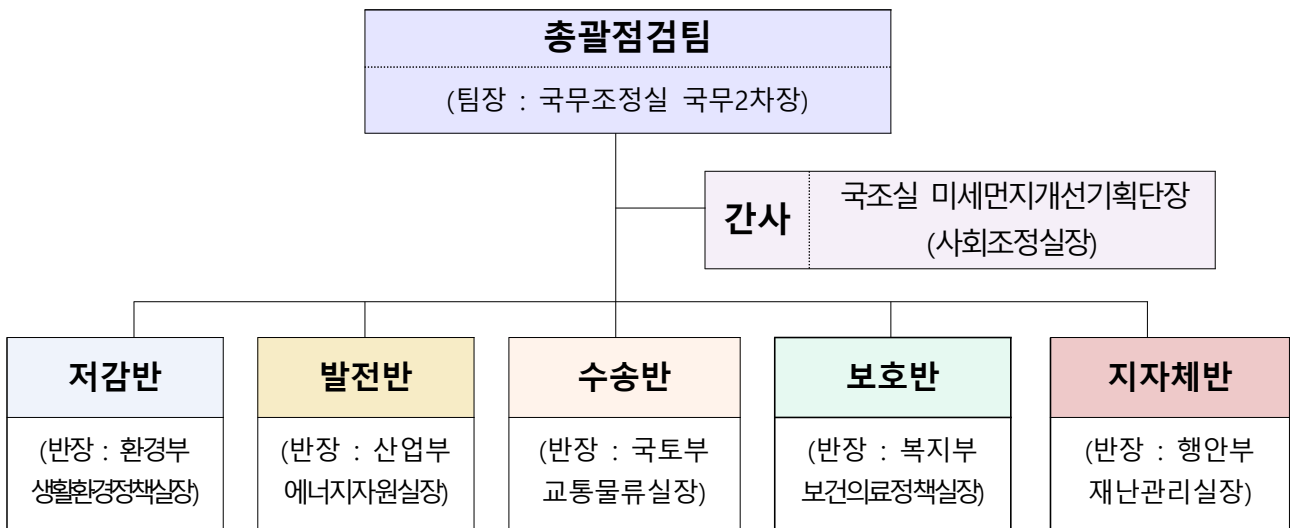 총괄점검팀
(팀장 : 국무조정실 국무2차장)
간사
국조실 미세먼지개선기획단장
(사회조정실장)
저감반
(반장 : 환경부
생활환경정책실장)
발전반
(반장 : 산업부
에너지자원실장)
수송반
(반장 : 국토부
교통물류실장)
보호반
(반장 : 복지부
보건의료정책실장)
지자체반
(반장 : 행안부
재난관리실장)